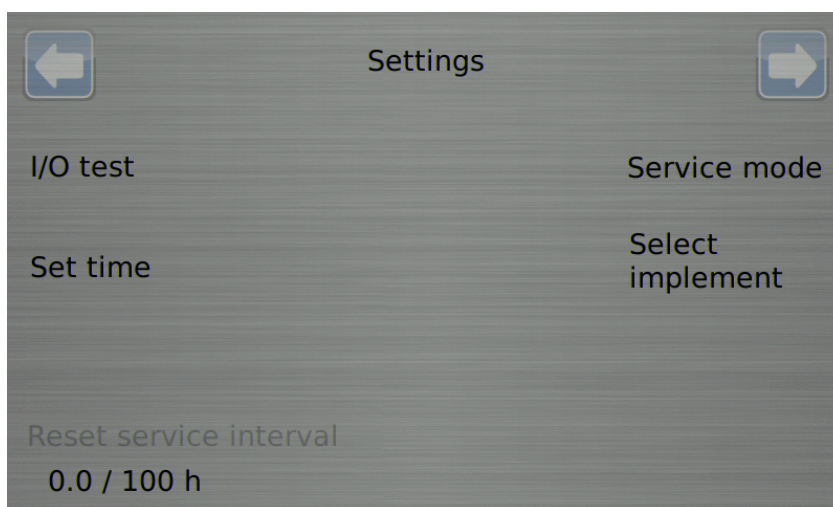 Settings
I/O test
Service mode
Set time
Select
implement
Reset service interval
0.0 / 100 h